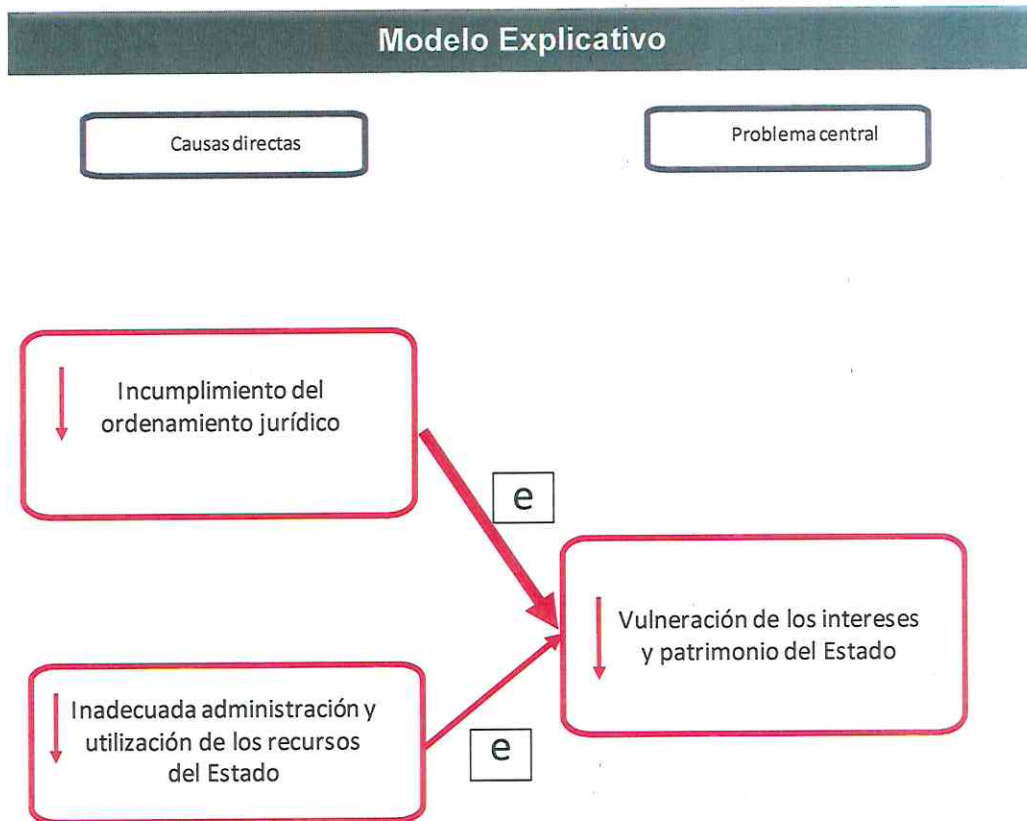 Modelo Explicativo
Causas directas
Problema central
Incumplimiento del
ordenamiento jurídico
e
Vulneración de los intereses
y patrimonio del Estado
Inadecuada administración y
utilización de los recursos
del Estado
e